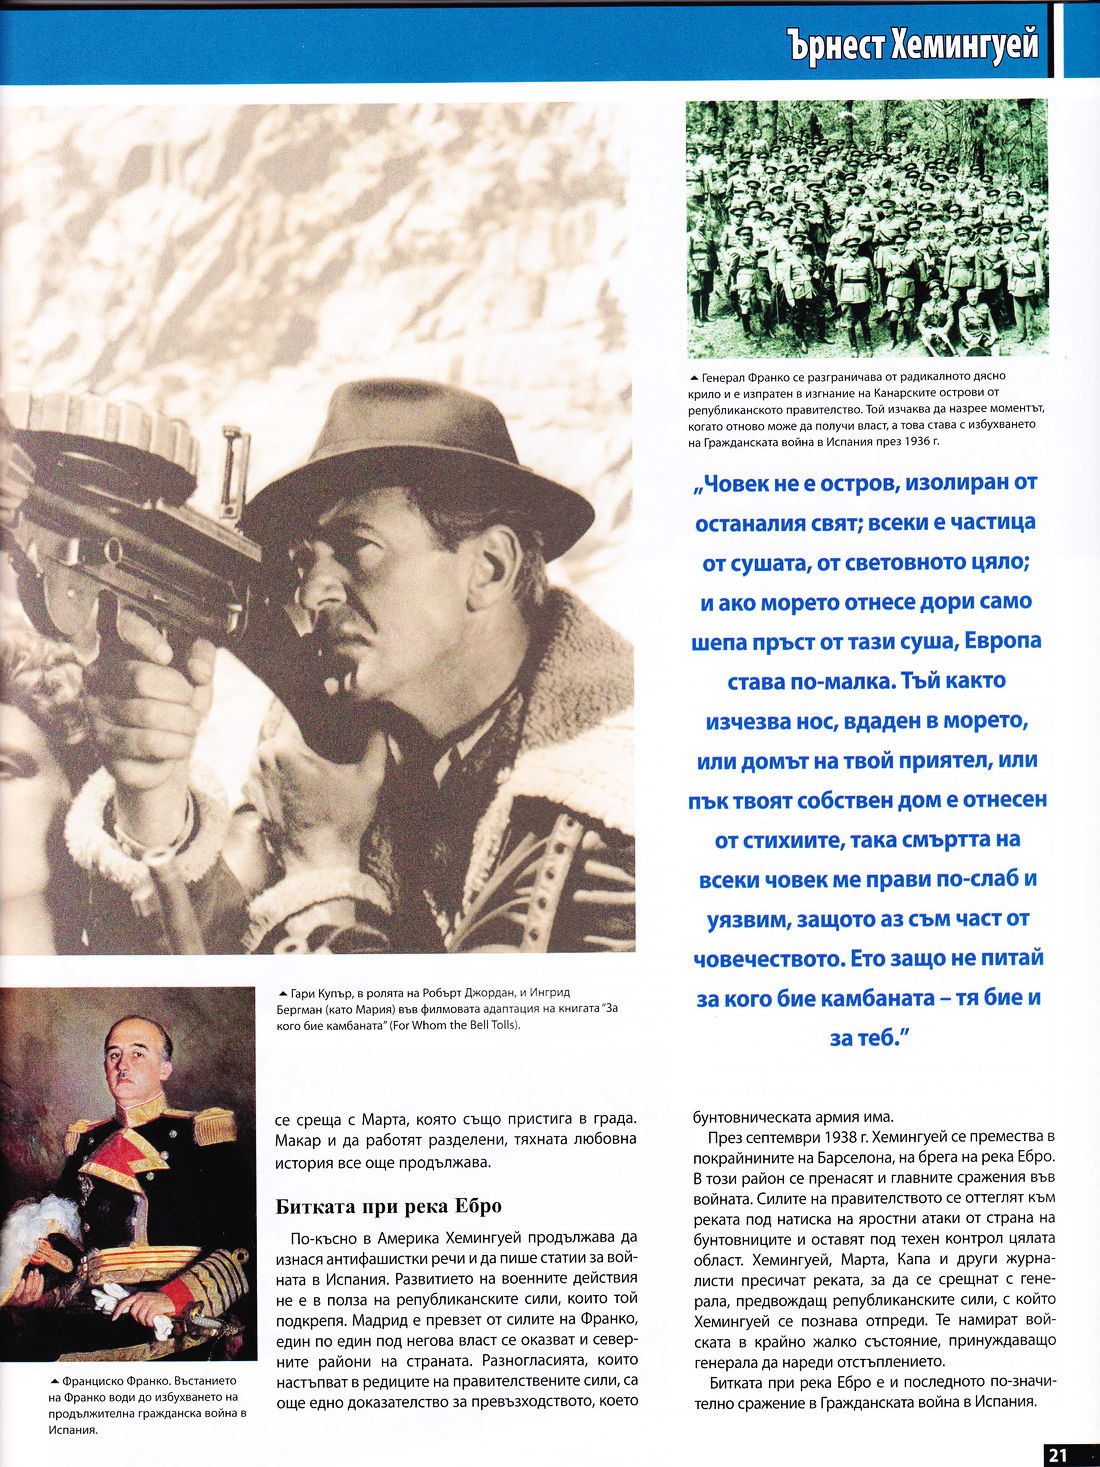 Ърнест Хемингуей
Генерал Франко се разграничава от радикалното дясно
крило и е изпратен в изгнание на Канарските острови от
републиканското правителство. Той изчаква да назрее моментът,
когато отново може да получи власт, а това става с избухването
на Гражданската война в Испания през 1936 г.
„Човек не е остров, изолиран от
останалия свят; всеки е частица
от сушата, от световното цяло;
и ако морето отнесе дори само
шепа пръст от тази суша, Европа
става по-малка. Тъй както
изчезва нос, вдаден в морето,
или домът на твой приятел, или
пък твоят собствен дом е отнесен
от стихиите, така смъртта на
всеки човек ме прави по-слаб и
уязвим, защото аз съм част от
човечеството. Ето защо не питай
за кого бие камбаната – тя бие и
за теб.”
Гари Купър, в ролята на Робърт Джордан, и Ингрид
Бергман (като Мария) във филмовата адаптация на книгата “За
кого бие камбаната” (For Whom the Bell Tolls).
Франциско Франко. Въстанието
на Франко води до избухването на
продължителна гражданска война в
Испания.
се среща с Марта, която също пристига в града.
Макар и да работят разделени, тяхната любовна
история все още продължава.
Битката при река Ебро
По-късно в Америка Хемингуей продължава да
изнася антифашистки речи и да пише статии за вой-
ната в Испания. Развитието на военните действия
не е в полза на републиканските сили, които той
подкрепя. Мадрид е превзет от силите на Франко,
един по един под негова власт се оказват и север-
ните райони на страната. Разногласията, които
настъпват в редиците на правителствените сили, са
още едно доказателство за превъзходството, което
бунтовническата армия има.
През септември 1938 г. Хемингуей се премества в
покрайнините на Барселона, на брега на река Ебро.
В този район се пренасят и главните сражения във
войната. Силите на правителството се оттеглят към
реката под натиска на яростни атаки от страна на
бунтовниците и оставят под техен контрол цялата
област. Хемингуей, Марта, Капа и други журна-
листи пресичат реката, за да се срещнат с гене-
рала, предвождащ републиканските сили, с който
Хемингуей се познава отпреди. Те намират вой-
ската в крайно жалко състояние, принуждаващо
генерала да нареди отстъплението.
Битката при река Ебро е и последното по-значи-
телно сражение в Гражданската война в Испания.
21